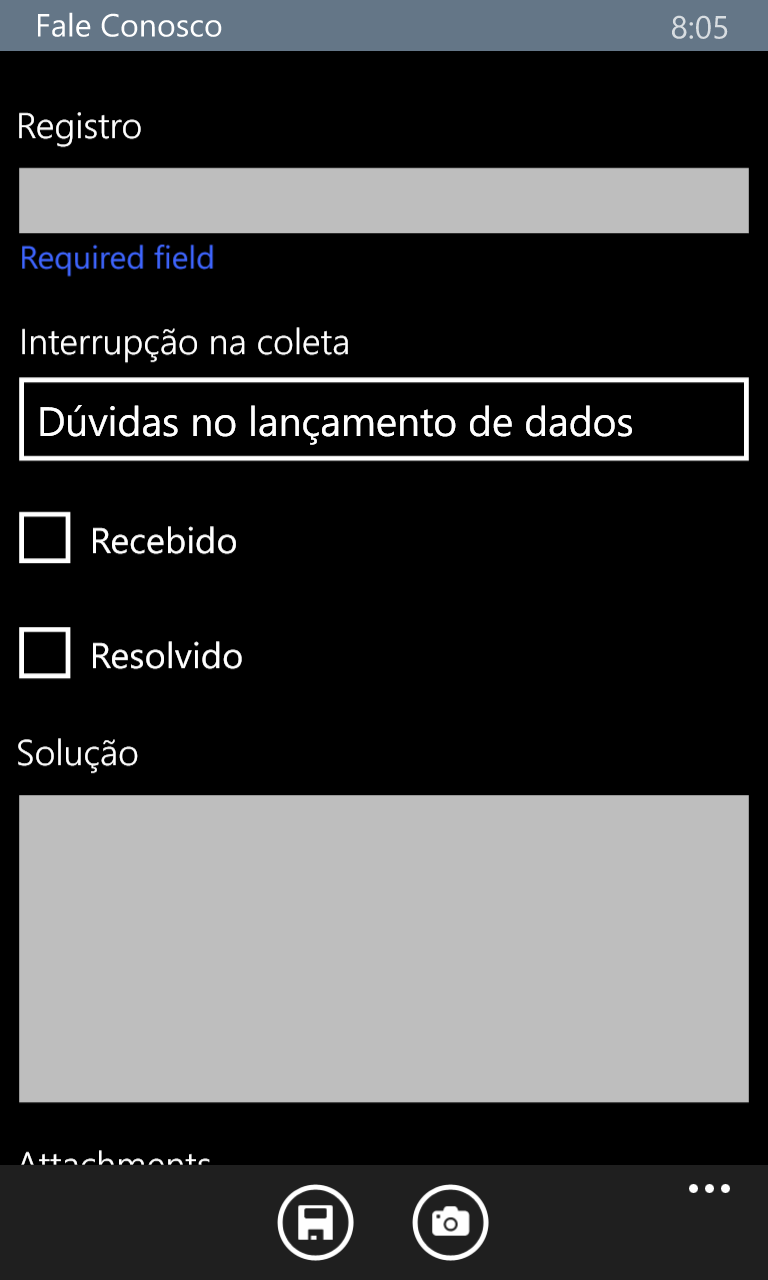 Fale Conosco 8:05
Registro
Required field
Interrupção na coleta
Dúvidas no lançamento de dados
Recebido
Resolvido
Solução
Attachments